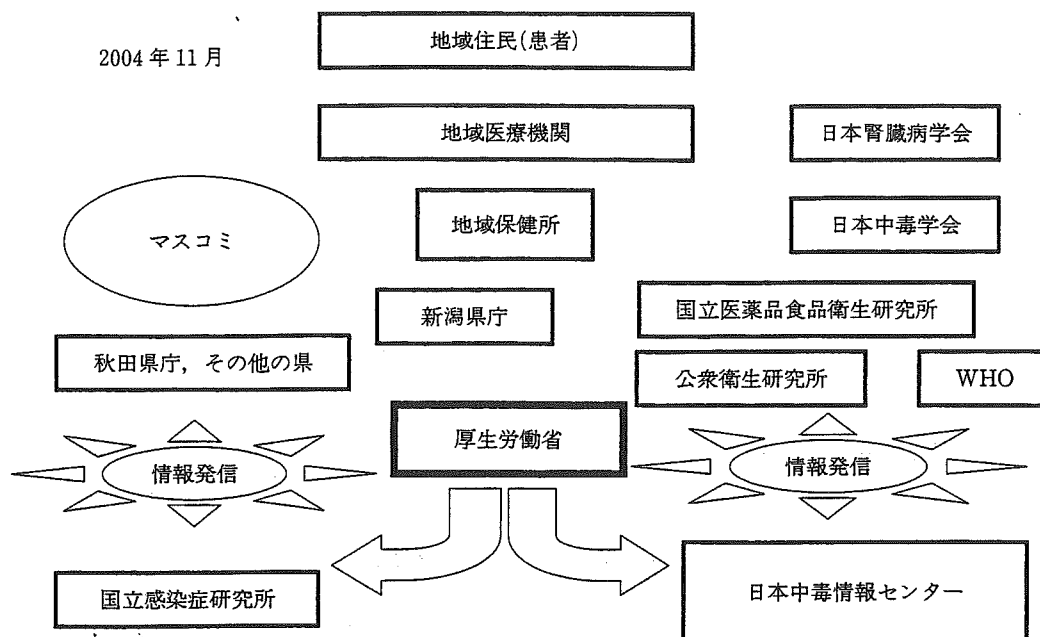 2004年11月
地域住民(患者)
地域医療機関
日本腎臓病学会
マスコミ
地域保健所
日本中毒学会
新潟県庁
国立医薬品食品衛生研究所
秋田県庁，その他の県
公衆衛生研究所
WHO
厚生労働省
情報発信
情報発信
国立感染症研究所
日本中毒情報センター